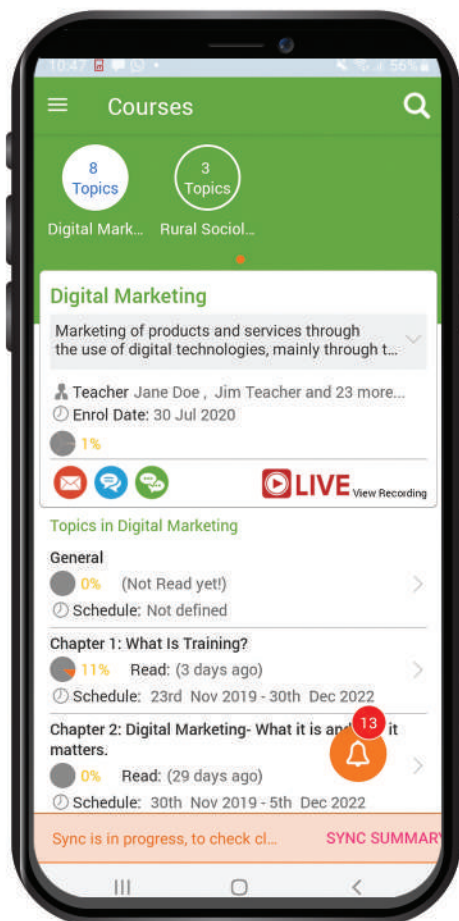 10:47 56%
Courses
8
Topics
3
Topics
Digital Mark... Rural Sociol...
Digital Marketing
Marketing of products and services through
the use of digital technologies, mainly through t...
Teacher Jane Doe , Jim Teacher and 23 more...
Enrol Date: 30 Jul 2020
1%
LIVE View Recording
Topics in Digital Marketing
General
0% (Not Read yet!)
Schedule: Not defined
Chapter 1: What Is Training?
11% Read: (3 days ago)
Schedule: 23rd Nov 2019 - 30th Dec 2022
13
Chapter 2: Digital Marketing- What it is an it
matters.
0% Read: (29 days ago)
Schedule: 30th Nov 2019 - 5th Dec 2022
Sync is in progress, to check cl... SYNC SUMMAR